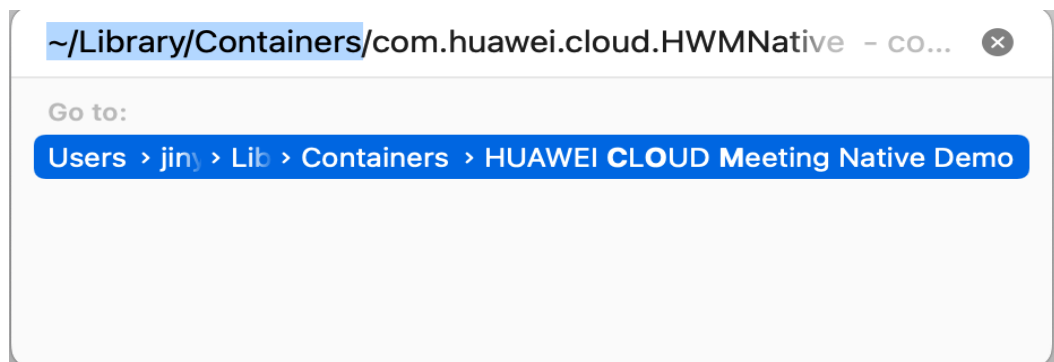 ~/Library/Containers/com.huawei.cloud.HWMNative - co...
Go to:
Users › jiny › Lib › Containers › HUAWEI CLOUD Meeting Native Demo